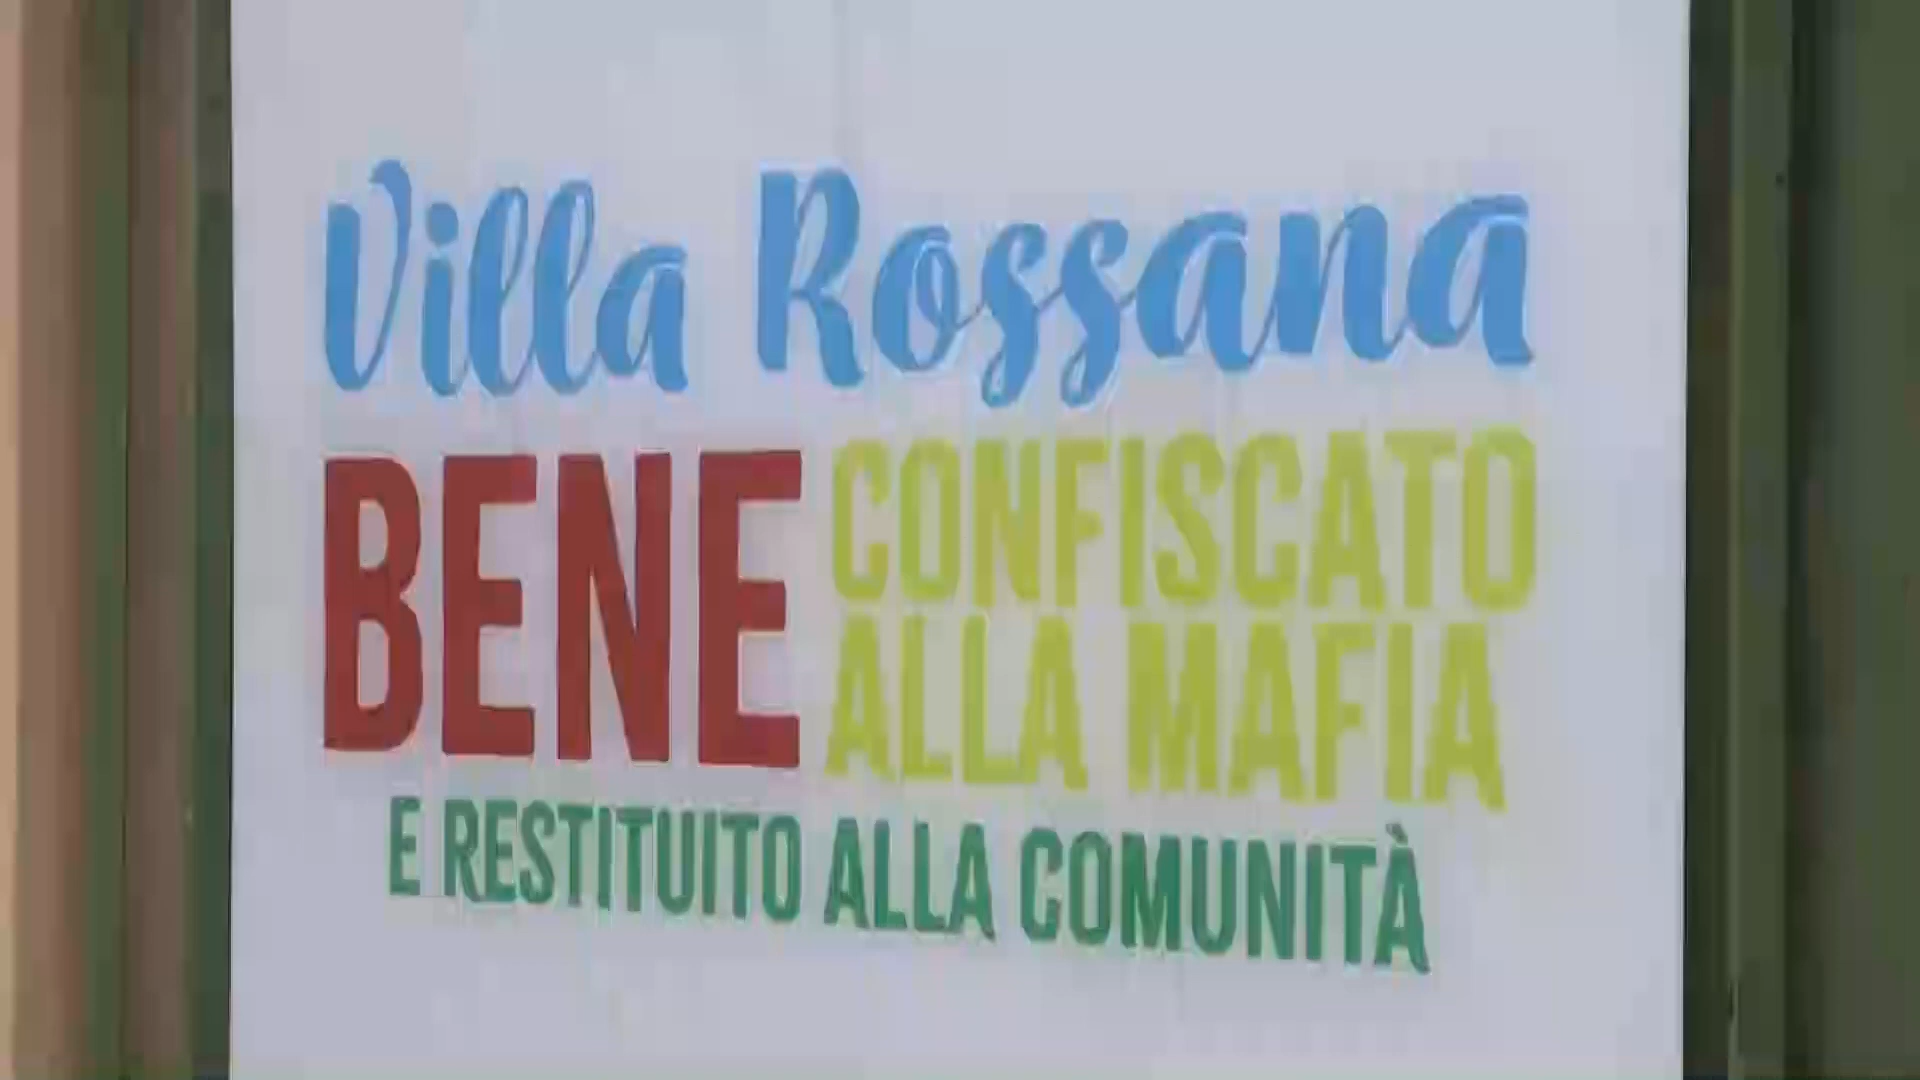 Villa Rossana
BENE CONFISCATO
ALLA MAFIA
E RESTITUITO ALLA COMUNITÀ